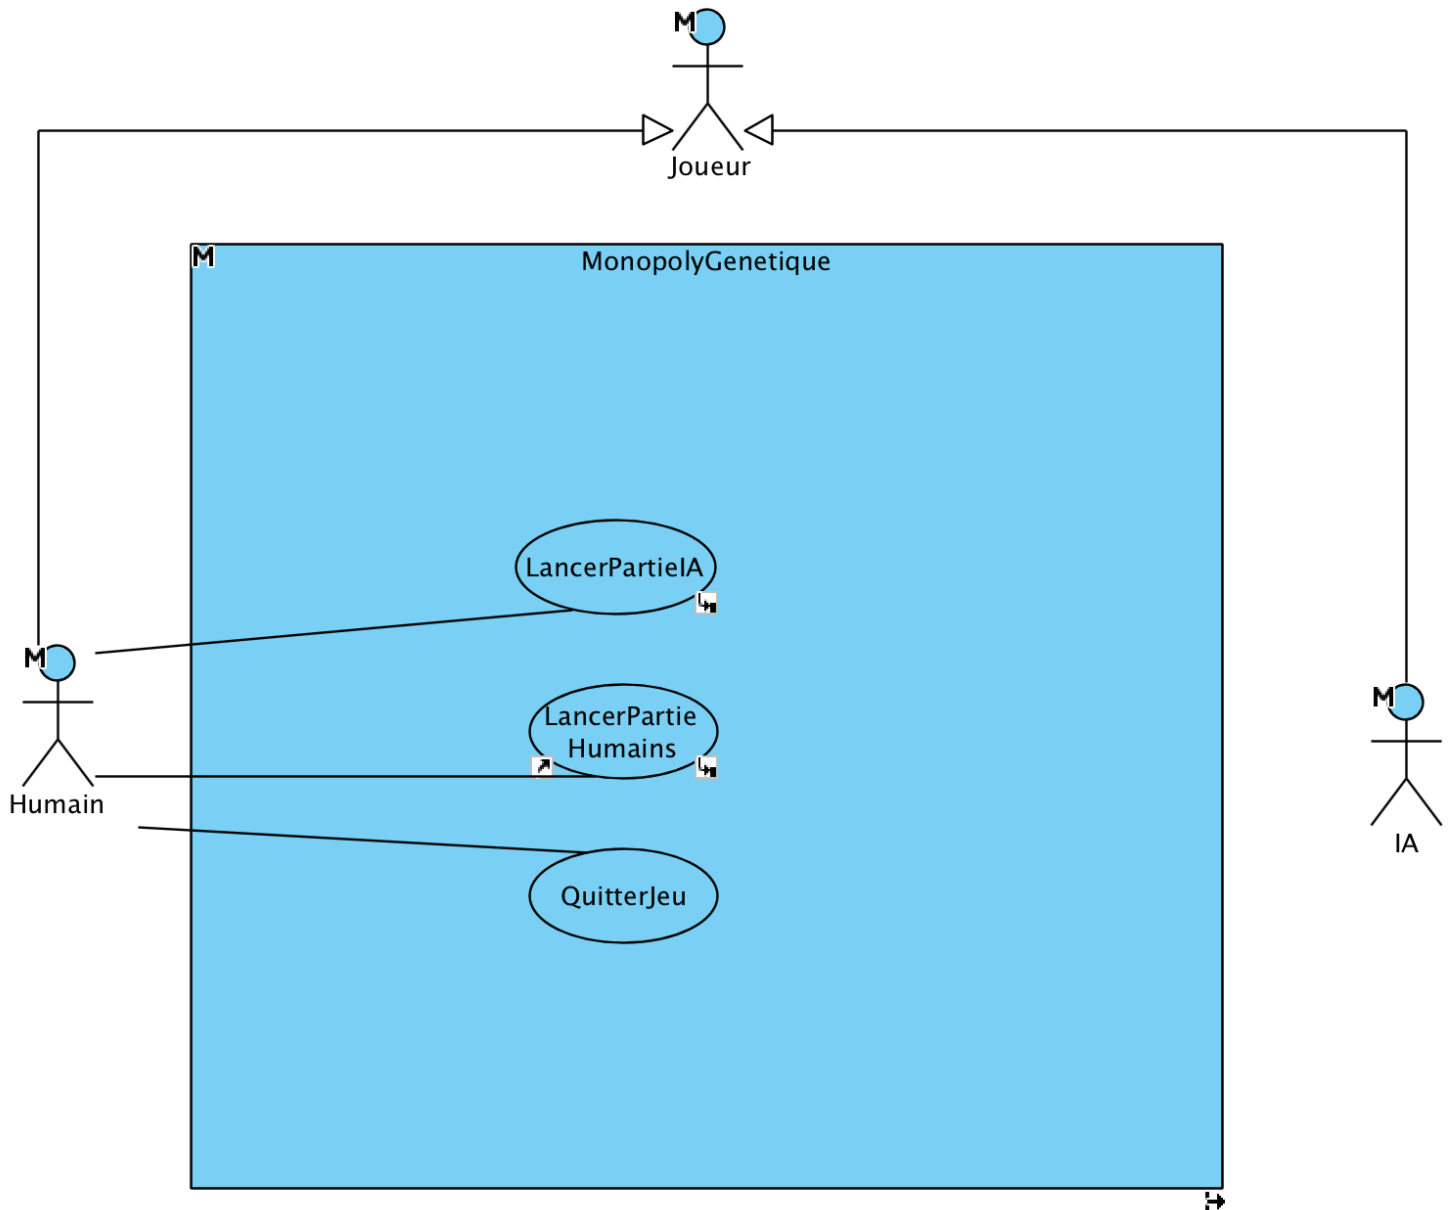 M
Joueur
M
MonopolyGenetique
LancerPartieIA
M
LancerPartie
Humains
M
Humain
IA
QuitterJeu